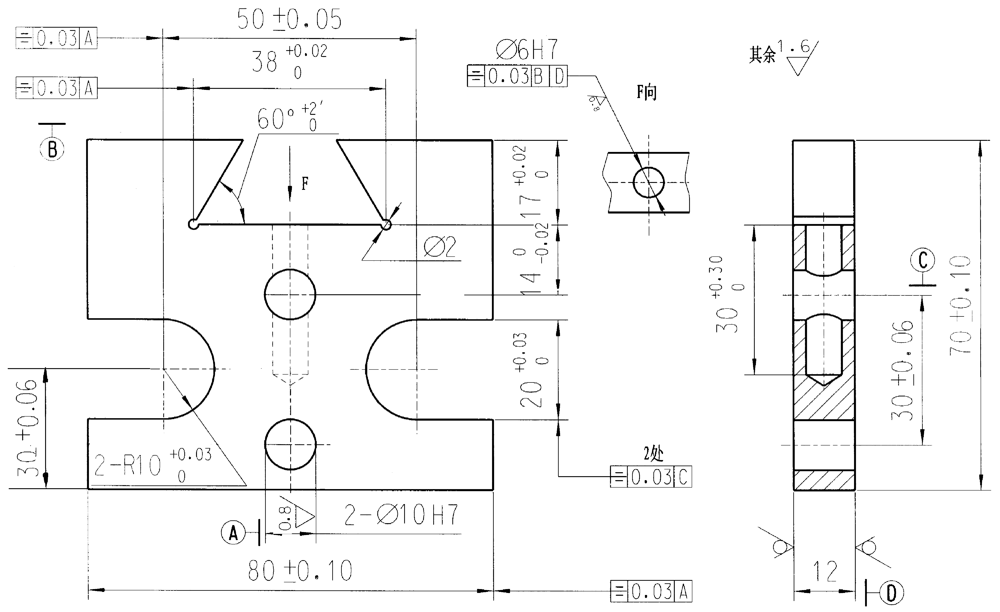 50±0.05
⌯ 0.03 A
38 +0.02 0
Ø6H7
⌯ 0.03 B D
其余 1.6
⌯ 0.03 A
F向
0.8
60° +2′ 0
B
F
17 +0.02 0
14 0 -0.02
Ø2
30 +0.30 0
C
70±0.10
20 +0.03 0
30±0.06
30±0.06
2-R10 +0.03 0
2处
⌯ 0.03 C
0.8
2-Ø10H7
A
80±0.10
12
⌯ 0.03 A
D